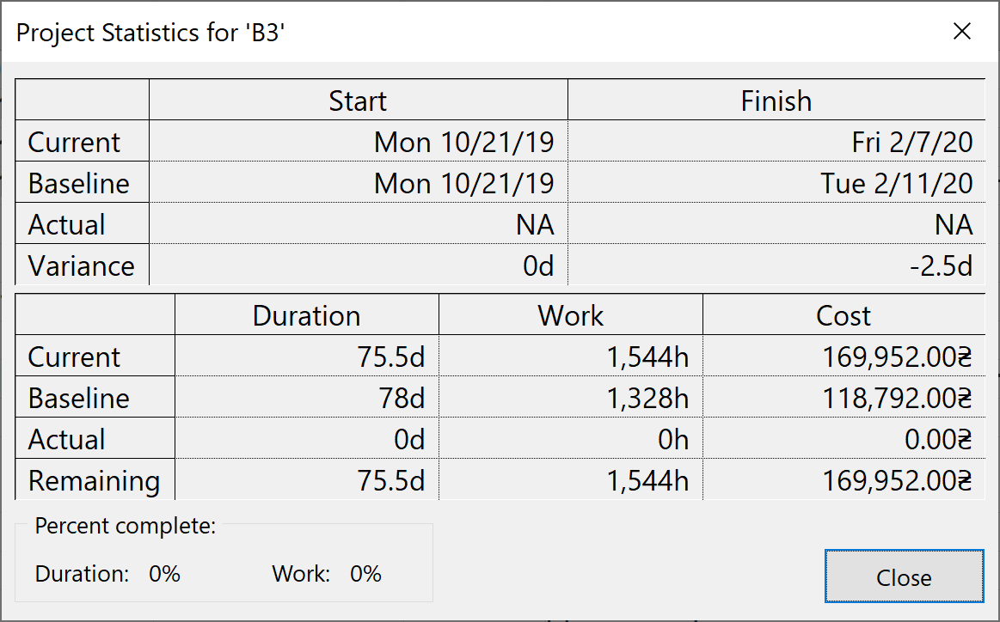 Project Statistics for 'B3'
Start Finish
Current Mon 10/21/19 Fri 2/7/20
Baseline Mon 10/21/19 Tue 2/11/20
Actual NA NA
Variance 0d -2.5d
Duration Work Cost
Current 75.5d 1,544h 169,952.00₴
Baseline 78d 1,328h 118,792.00₴
Actual 0d 0h 0.00₴
Remaining 75.5d 1,544h 169,952.00₴
Percent complete:
Duration: 0% Work: 0%
Close